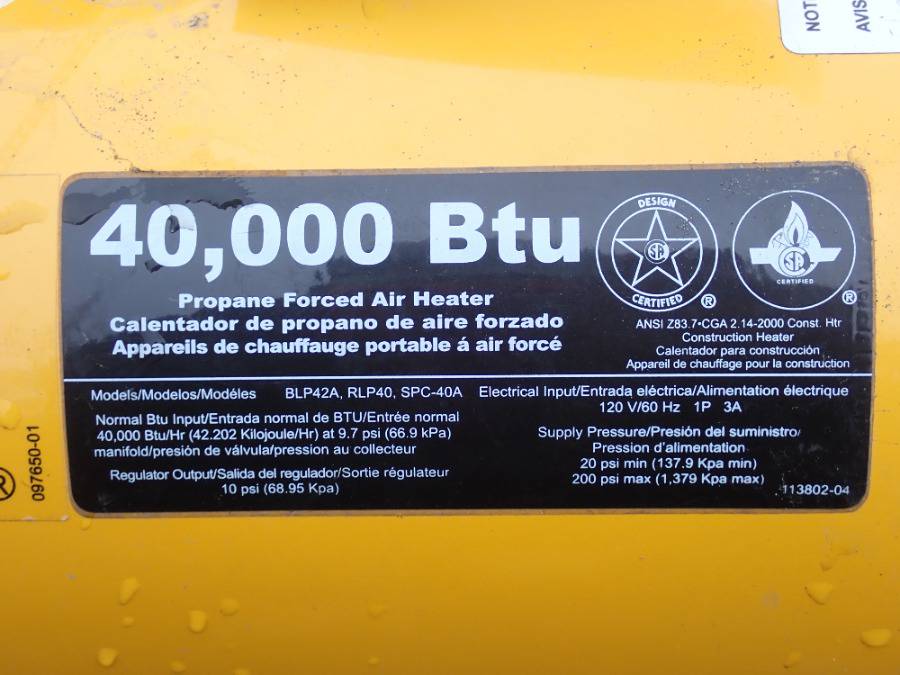 NOT
AVIS
40,000 Btu
Propane Forced Air Heater
Calentador de propano de aire forzado
Appareils de chauffauge portable á air forcé
DESIGN
SA
CERTIFIED
®
SA
CERTIFIED
®
ANSI Z83.7•CGA 2.14-2000 Const. Htr
Construction Heater
Calentador para construcción
Appareil de chauffage pour la construction
Models/Modelos/Modéles BLP42A, RLP40, SPC-40A
Normal Btu Input/Entrada normal de BTU/Entrée normal
40,000 Btu/Hr (42.202 Kilojoule/Hr) at 9.7 psi (66.9 kPa)
manifold/presión de válvula/pression au collecteur
Regulator Output/Salida del regulador/Sortie régulateur
10 psi (68.95 Kpa)
Electrical Input/Entrada eléctrica/Alimentation électrique
120 V/60 Hz 1P 3A
Supply Pressure/Presión del suministro/
Pression d'alimentation
20 psi min (137.9 Kpa min)
200 psi max (1,379 Kpa max)
113802-04
®
097650-01